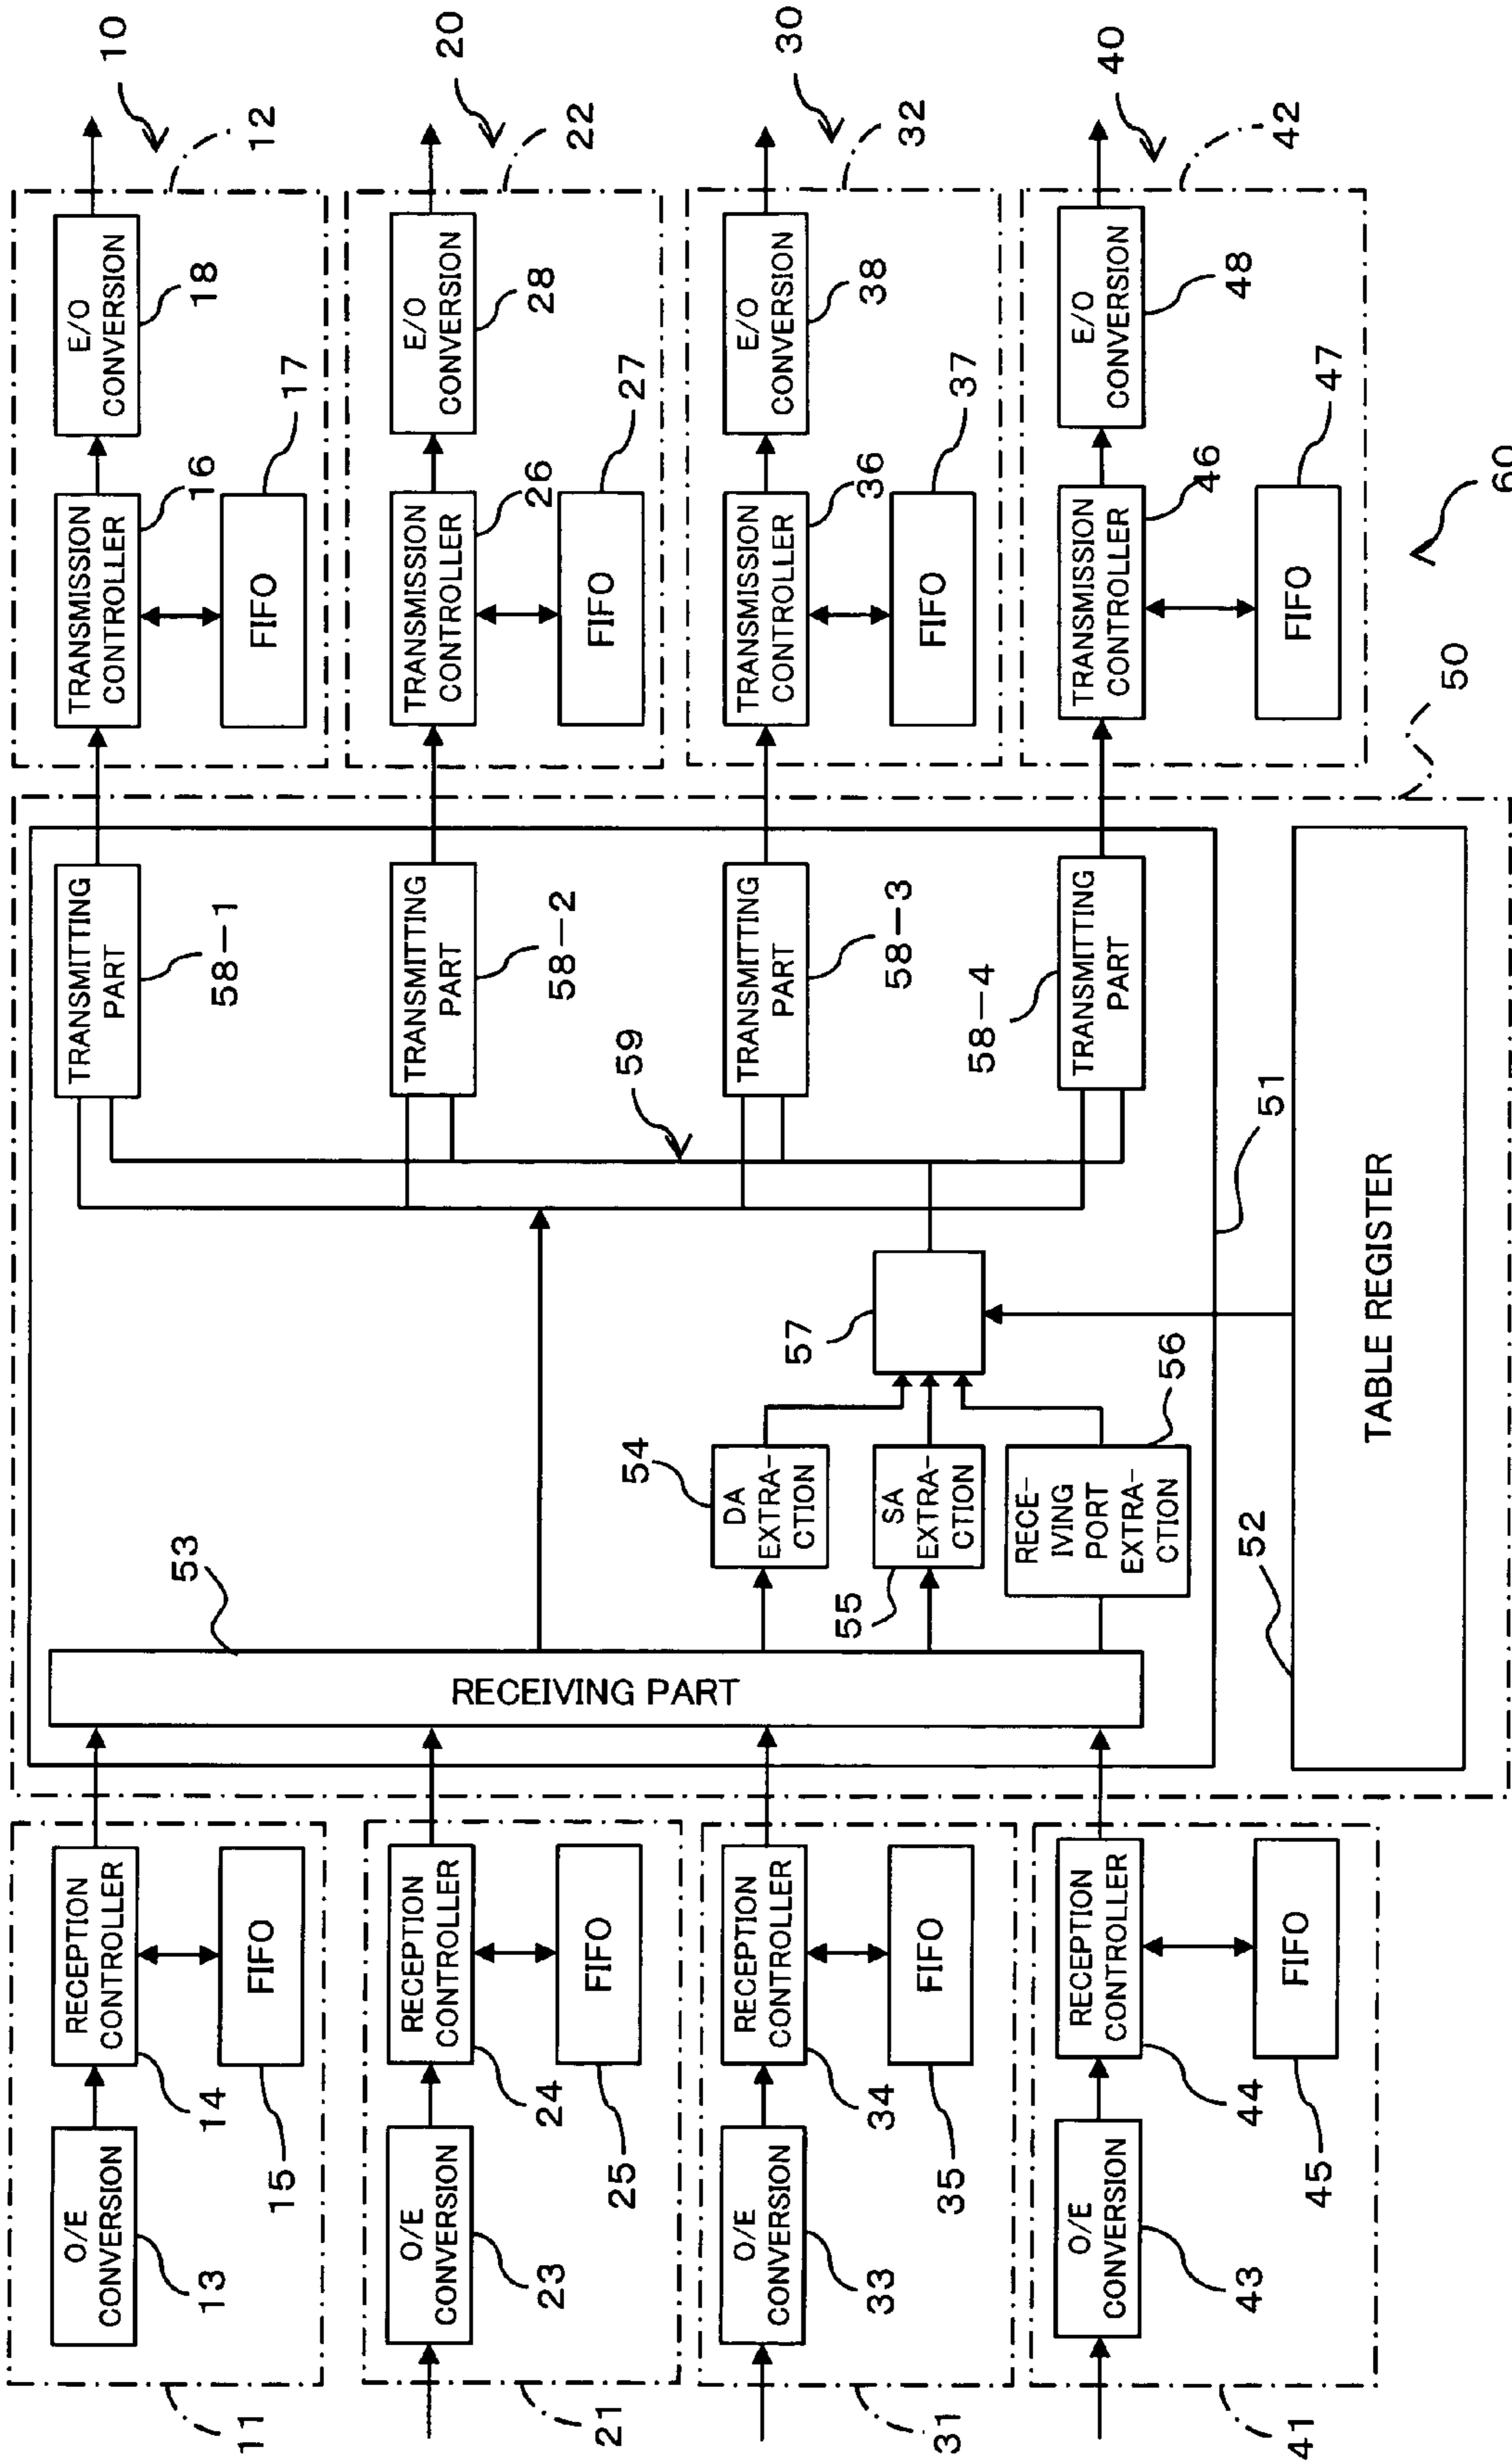 11
O/E
CONVERSION
13
RECEPTION
CONTROLLER
14
FIFO
15
21
O/E
CONVERSION
23
RECEPTION
CONTROLLER
24
FIFO
25
31
O/E
CONVERSION
33
RECEPTION
CONTROLLER
34
FIFO
35
41
O/E
CONVERSION
43
RECEPTION
CONTROLLER
44
FIFO
45
RECEIVING PART
53
DA
EXTRA-
CTION
54
SA
EXTRA-
CTION
55
RECE-
IVING
PORT
EXTRA-
CTION
56
57
59
TRANSMITTING
PART
58-1
TRANSMITTING
PART
58-2
TRANSMITTING
PART
58-3
TRANSMITTING
PART
58-4
51
TABLE REGISTER
52
50
60
TRANSMISSION
CONTROLLER
16
FIFO
17
E/O
CONVERSION
18
12
10
TRANSMISSION
CONTROLLER
26
FIFO
27
E/O
CONVERSION
28
22
20
TRANSMISSION
CONTROLLER
36
FIFO
37
E/O
CONVERSION
38
32
30
TRANSMISSION
CONTROLLER
46
FIFO
47
E/O
CONVERSION
48
42
40